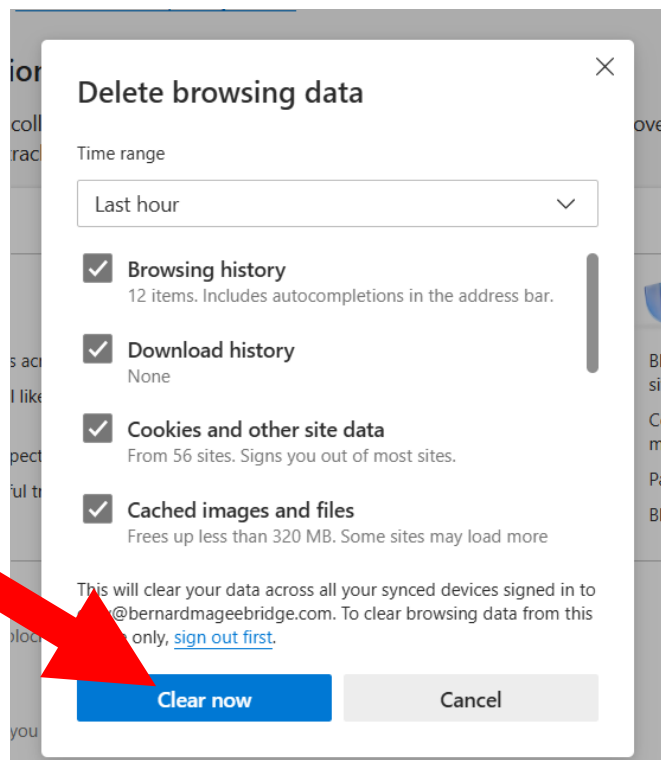 Delete browsing data
Time range
Last hour
Browsing history
12 items. Includes autocompletions in the address bar.
Download history
None
Cookies and other site data
From 56 sites. Signs you out of most sites.
Cached images and files
Frees up less than 320 MB. Some sites may load more
This will clear your data across all your synced devices signed in to
@bernardmageebridge.com. To clear browsing data from this
only, sign out first.
Clear now
Cancel